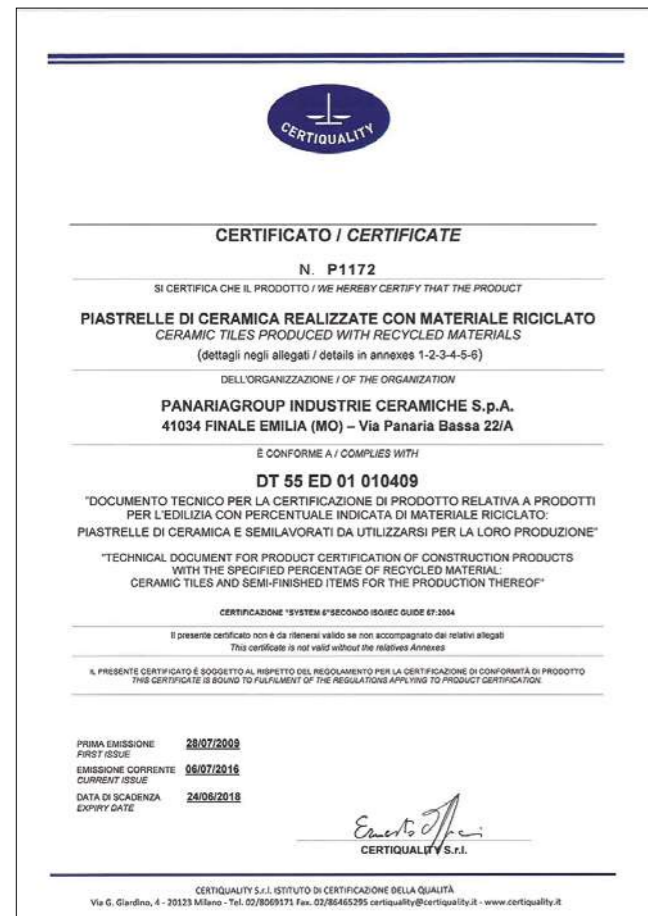 CERTIQUALITY
CERTIFICATO / CERTIFICATE
N. P1172
SI CERTIFICA CHE IL PRODOTTO / WE HEREBY CERTIFY THAT THE PRODUCT
PIASTRELLE DI CERAMICA REALIZZATE CON MATERIALE RICICLATO
CERAMIC TILES PRODUCED WITH RECYCLED MATERIALS
(dettagli negli allegati / details in annexes 1-2-3-4-5-6)
DELL'ORGANIZZAZIONE / OF THE ORGANIZATION
PANARIAGROUP INDUSTRIE CERAMICHE S.p.A.
41034 FINALE EMILIA (MO) – Via Panaria Bassa 22/A
È CONFORME A / COMPLIES WITH
DT 55 ED 01 010409
"DOCUMENTO TECNICO PER LA CERTIFICAZIONE DI PRODOTTO RELATIVA A PRODOTTI
PER L'EDILIZIA CON PERCENTUALE INDICATA DI MATERIALE RICICLATO:
PIASTRELLE DI CERAMICA E SEMILAVORATI DA UTILIZZARSI PER LA LORO PRODUZIONE"
"TECHNICAL DOCUMENT FOR PRODUCT CERTIFICATION OF CONSTRUCTION PRODUCTS
WITH THE SPECIFIED PERCENTAGE OF RECYCLED MATERIAL:
CERAMIC TILES AND SEMI-FINISHED ITEMS FOR THE PRODUCTION THEREOF"
CERTIFICAZIONE "SYSTEM 6"SECONDO ISO/IEC GUIDE 67:2004
Il presente certificato non è da ritenersi valido se non accompagnato dai relativi allegati
This certificate is not valid without the relatives Annexes
IL PRESENTE CERTIFICATO È SOGGETTO AL RISPETTO DEL REGOLAMENTO PER LA CERTIFICAZIONE DI CONFORMITÀ DI PRODOTTO
THIS CERTIFICATE IS BOUND TO FULFILMENT OF THE REGULATIONS APPLYING TO PRODUCT CERTIFICATION.
PRIMA EMISSIONE 28/07/2009
FIRST ISSUE
EMISSIONE CORRENTE 06/07/2016
CURRENT ISSUE
DATA DI SCADENZA 24/06/2018
EXPIRY DATE
CERTIQUALITY S.r.l.
CERTIQUALITY S.r.l. ISTITUTO DI CERTIFICAZIONE DELLA QUALITÀ
Via G. Giardino, 4 - 20123 Milano - Tel. 02/8069171 Fax. 02/86465295 certiquality@certiquality.it - www.certiquality.it